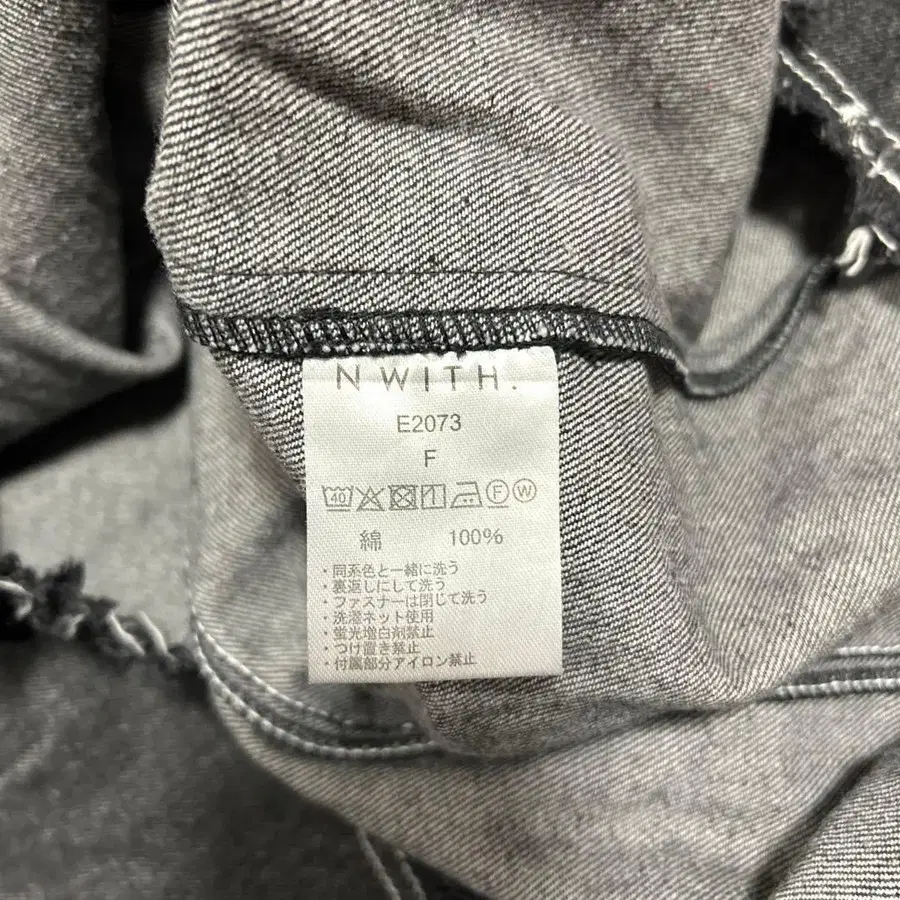 N WITH.
E2073
F
40 F W
綿 100%
・同系色と一緒に洗う
・裏返しにして洗う
・ファスナーは閉じて洗う
・洗濯ネット使用
・蛍光増白剤禁止
・つけ置き禁止
・付属部分アイロン禁止